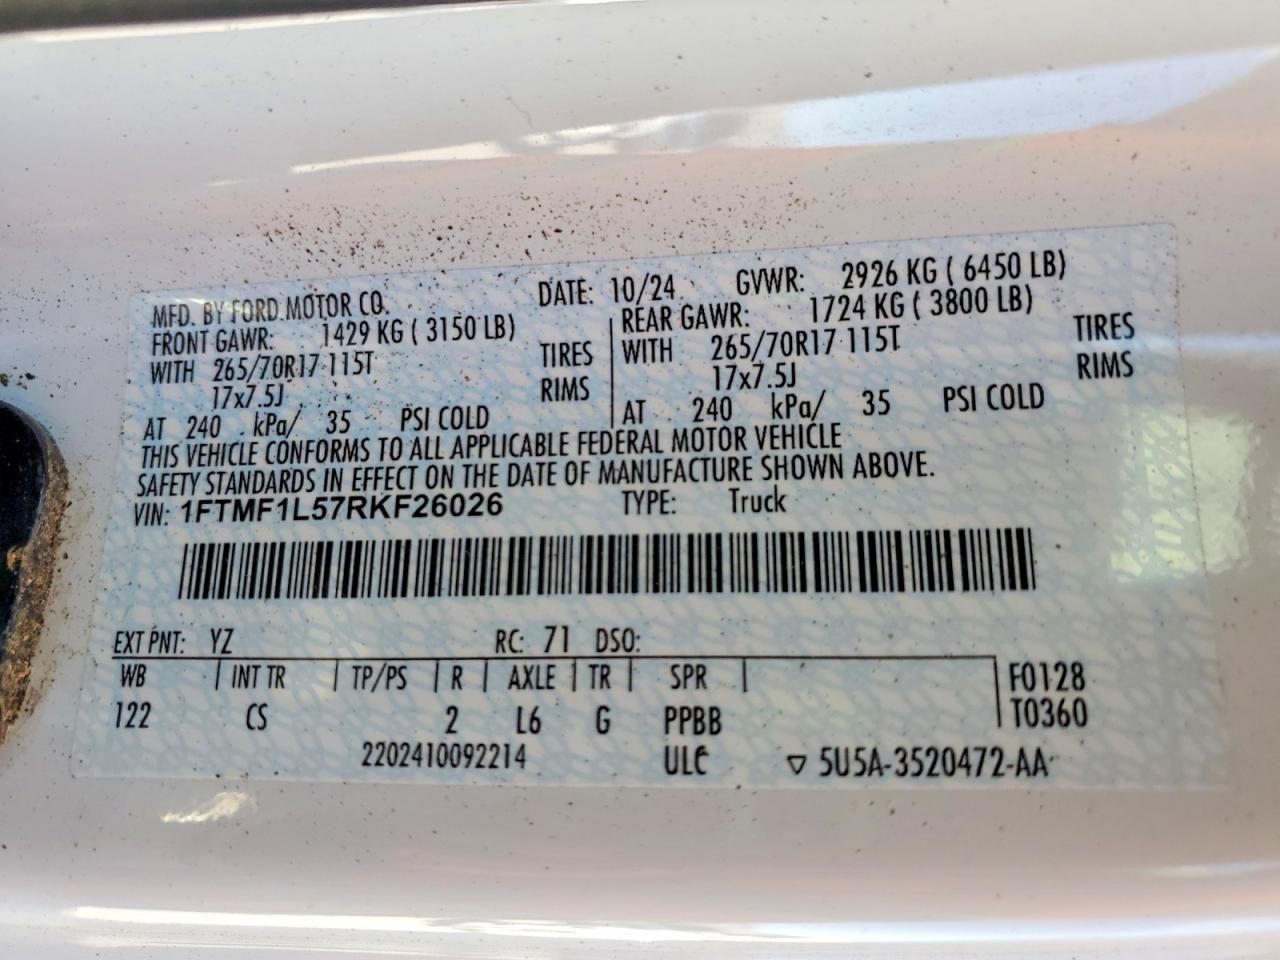 MFD. BY FORD MOTOR CO. DATE: 10/24 GVWR: 2926 KG ( 6450 LB)
FRONT GAWR: 1429 KG ( 3150 LB) REAR GAWR: 1724 KG ( 3800 LB)
WITH 265/70R17 115T TIRES WITH 265/70R17 115T TIRES
17x7.5J RIMS 17x7.5J RIMS
AT 240 kPa/ 35 PSI COLD AT 240 kPa/ 35 PSI COLD
THIS VEHICLE CONFORMS TO ALL APPLICABLE FEDERAL MOTOR VEHICLE
SAFETY STANDARDS IN EFFECT ON THE DATE OF MANUFACTURE SHOWN ABOVE.
VIN: 1FTMF1L57RKF26026 TYPE: Truck
EXT PNT: YZ RC: 71 DSO:
WB INT TR TP/PS R AXLE TR SPR F0128
122 CS 2 L6 G PPBB T0360
2202410092214 ULC ▽ 5U5A-3520472-AA